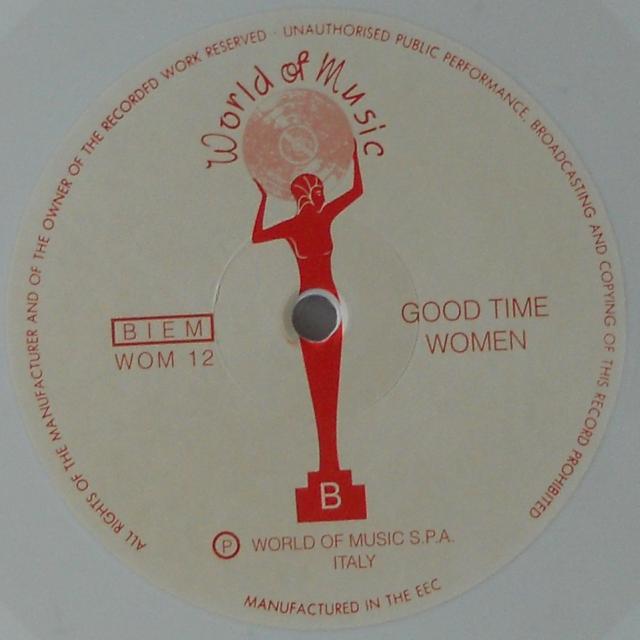 ALL RIGHTS OF THE MANUFACTURER AND OF THE OWNER OF THE RECORDED WORK RESERVED · UNAUTHORISED PUBLIC PERFORMANCE, BROADCASTING AND COPYING OF THIS RECORD PROHIBITED
World of Music
BIEM
WOM 12
GOOD TIME
WOMEN
B
Ⓟ WORLD OF MUSIC S.P.A.
ITALY
MANUFACTURED IN THE EEC